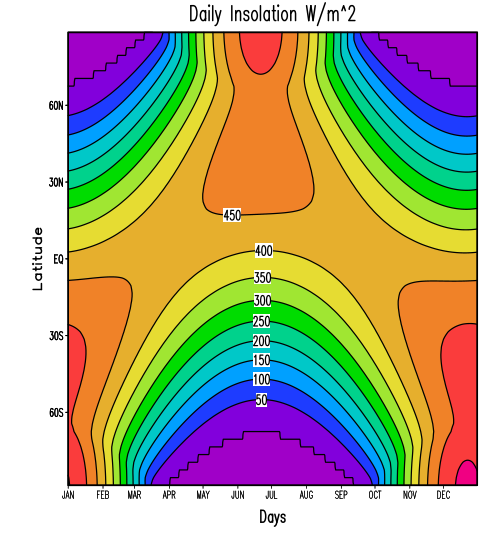 Daily Insolation W/m^2
60N
30N
450
EQ
400
350
30S
300
250
200
150
100
60S
50
Latitude
JAN FEB MAR APR MAY JUN JUL AUG SEP OCT NOV DEC
Days